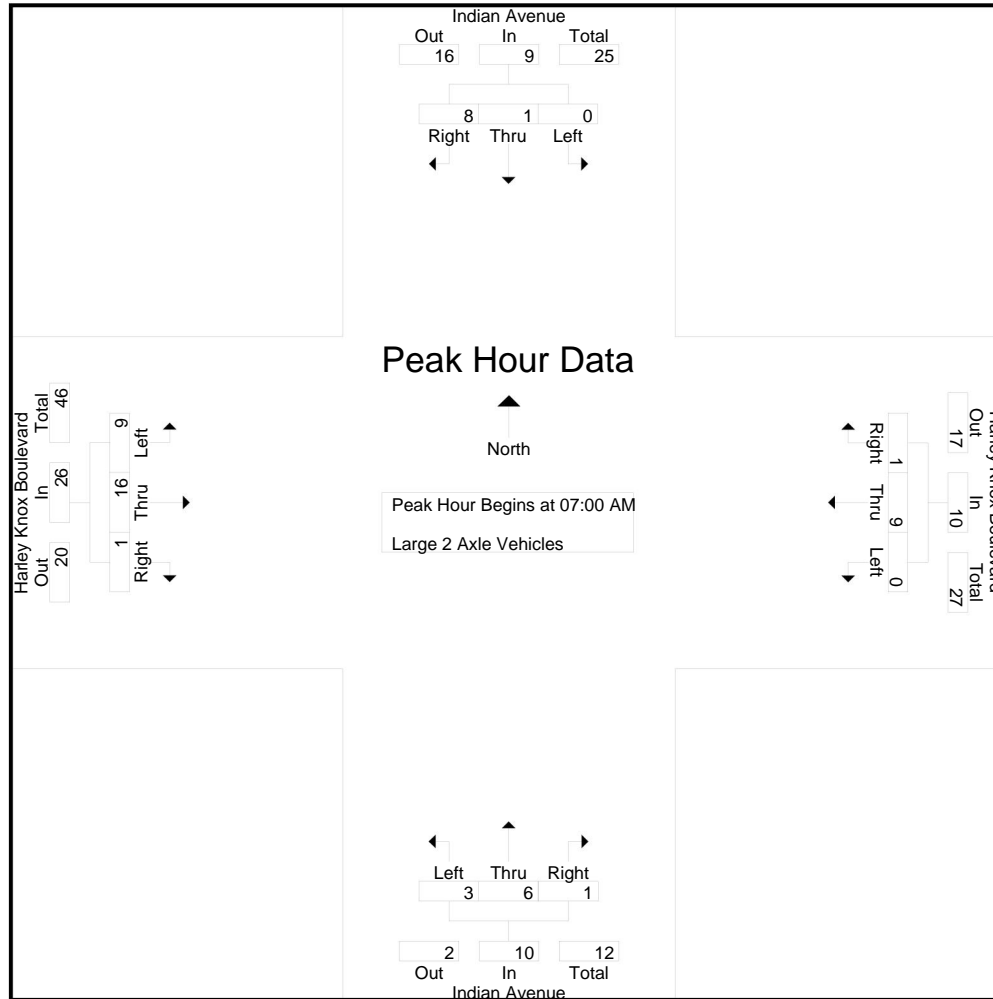 Indian Avenue
Out In Total
16 9 25
8 1 0
Right Thru Left
Peak Hour Data
North
Peak Hour Begins at 07:00 AM
Large 2 Axle Vehicles
Harley Knox Boulevard
Total In Out
46 26 20
9 16 1
Left Thru Right
Right Thru Left
1 9 0
Out In Total
17 10 27
Harley Knox Boulevard
Left Thru Right
3 6 1
2 10 12
Out In Total
Indian Avenue